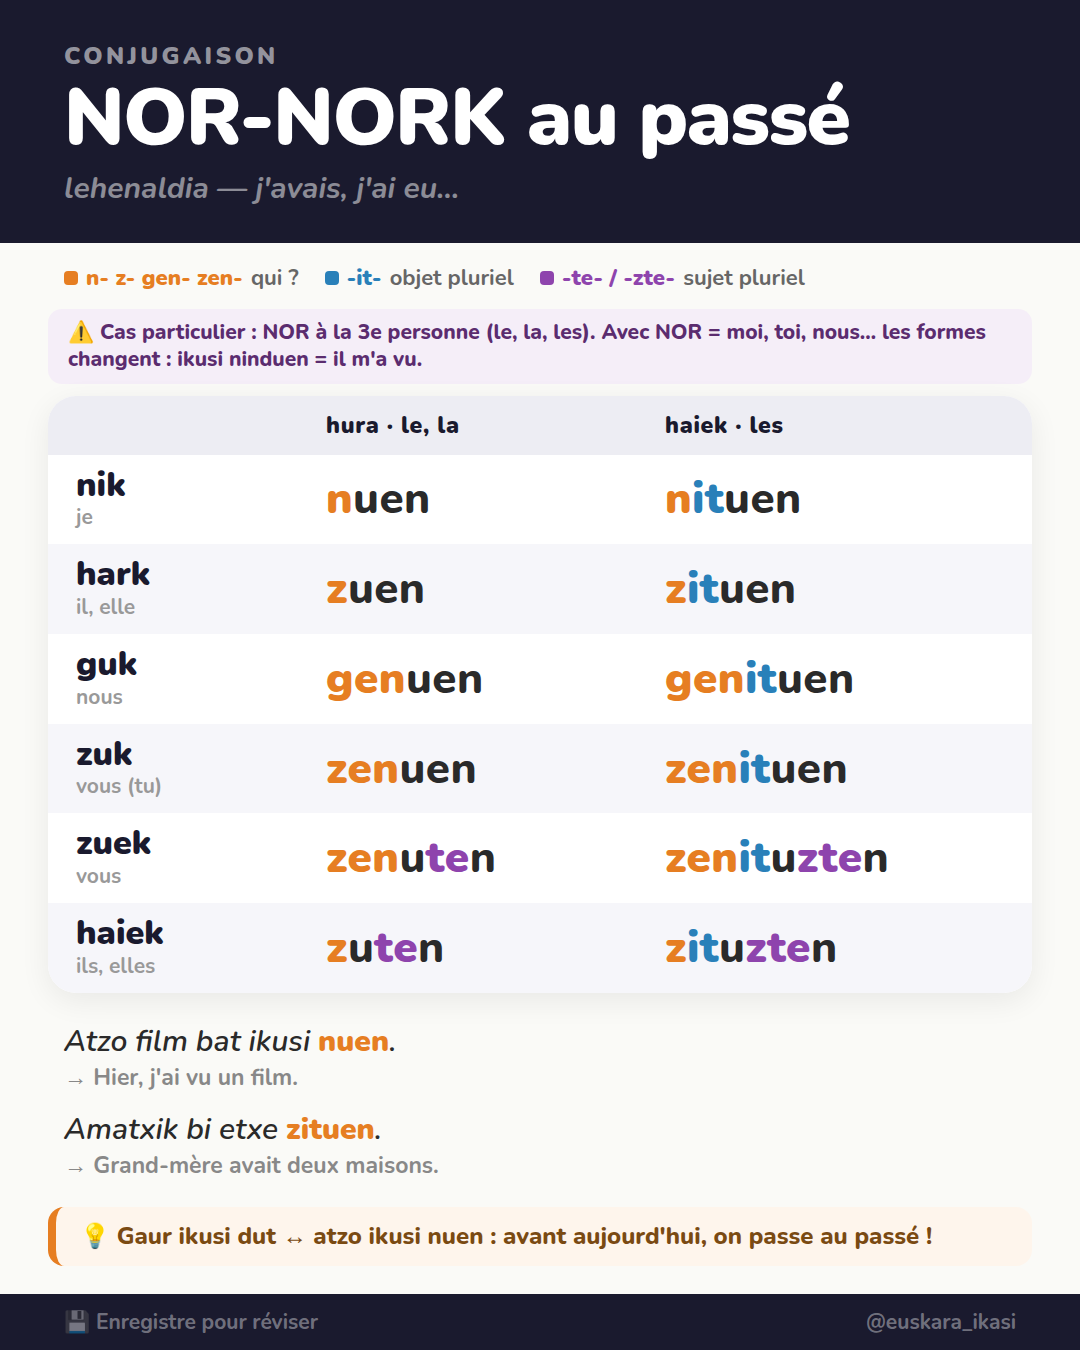 CONJUGAISON
NOR-NORK au passé
lehenaldia — j'avais, j'ai eu...
n- z- gen- zen- qui ? -it- objet pluriel -te- / -zte- sujet pluriel
⚠️ Cas particulier : NOR à la 3e personne (le, la, les). Avec NOR = moi, toi, nous... les formes
changent : ikusi ninduen = il m'a vu.
hura · le, la haiek · les
nik nuen nituen
je
hark zuen zituen
il, elle
guk genuen genituen
nous
zuk zenuen zenituen
vous (tu)
zuek zenuten zenituzten
vous
haiek zuten zituzten
ils, elles
Atzo film bat ikusi nuen.
→ Hier, j'ai vu un film.
Amatxik bi etxe zituen.
→ Grand-mère avait deux maisons.
💡 Gaur ikusi dut ↔ atzo ikusi nuen : avant aujourd'hui, on passe au passé !
💾 Enregistre pour réviser @euskara_ikasi